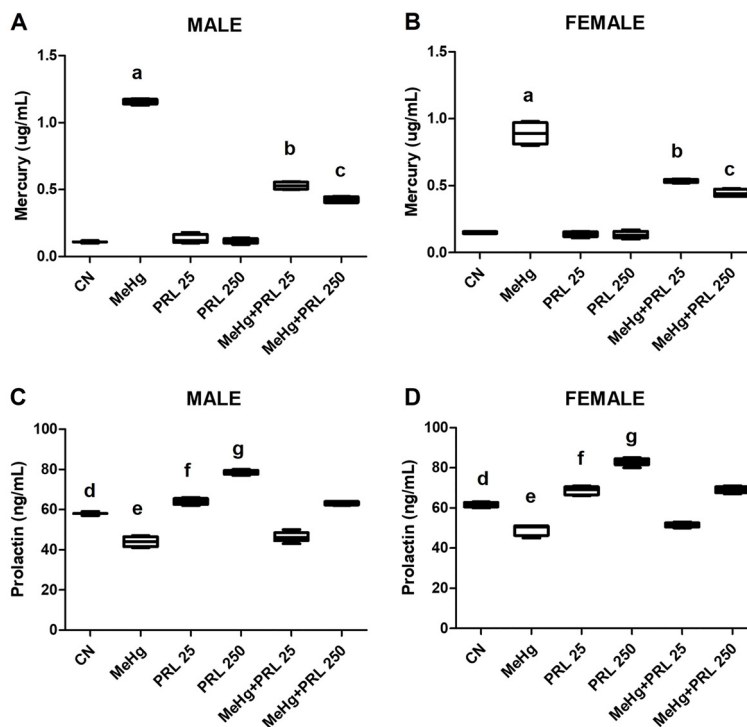 A
MALE
Mercury (ug/mL)
1.5
1.0
0.5
0.0
a
b
c
CN
MeHg
PRL 25
PRL 250
MeHg+PRL 25
MeHg+PRL 250
B
FEMALE
Mercury (ug/mL)
1.5
1.0
0.5
0.0
a
b
c
CN
MeHg
PRL 25
PRL 250
MeHg+PRL 25
MeHg+PRL 250
C
MALE
Prolactin (ng/mL)
100
80
60
40
20
0
d
e
f
g
CN
MeHg
PRL 25
PRL 250
MeHg+PRL 25
MeHg+PRL 250
D
FEMALE
Prolactin (ng/mL)
100
80
60
40
20
0
d
e
f
g
CN
MeHg
PRL 25
PRL 250
MeHg+PRL 25
MeHg+PRL 250